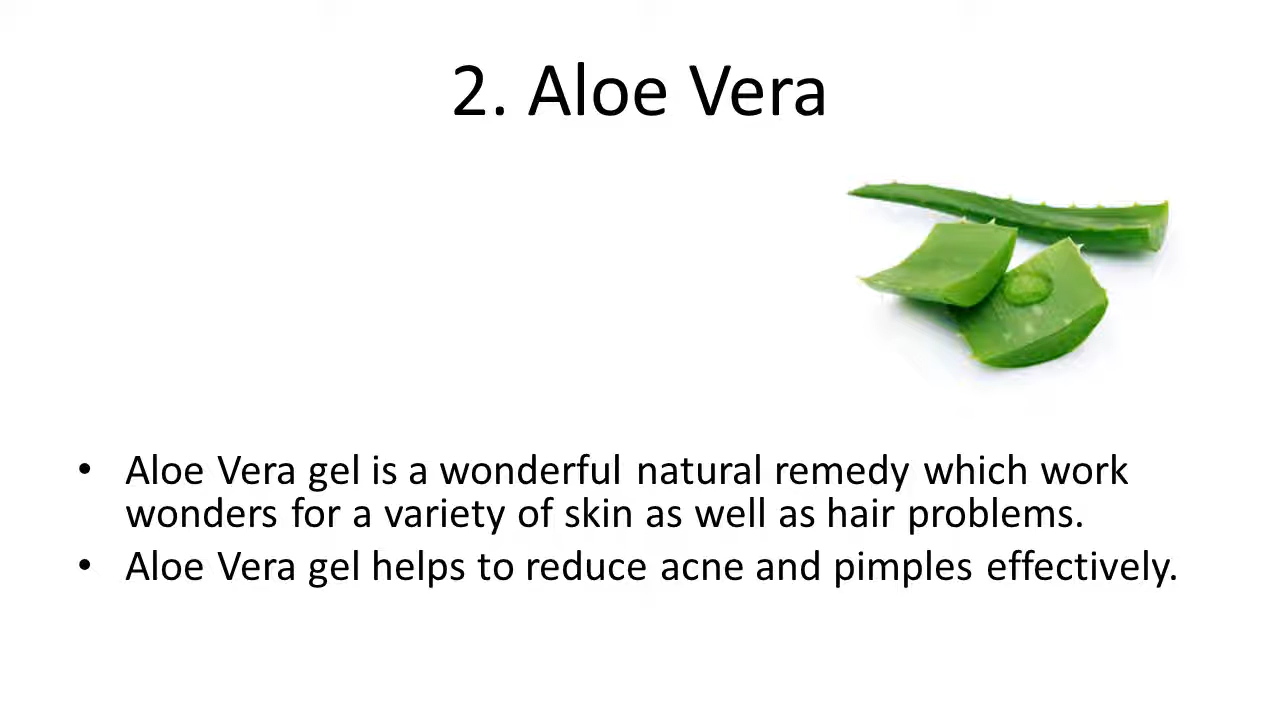 2. Aloe Vera
• Aloe Vera gel is a wonderful natural remedy which work
wonders for a variety of skin as well as hair problems.
• Aloe Vera gel helps to reduce acne and pimples effectively.